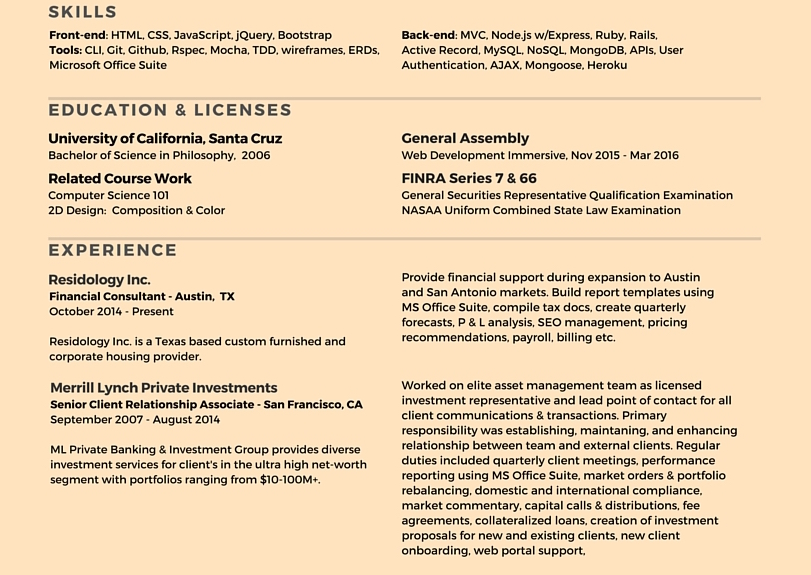 SKILLS
Front-end: HTML, CSS, JavaScript, jQuery, Bootstrap
Tools: CLI, Git, Github, Rspec, Mocha, TDD, wireframes, ERDs,
Microsoft Office Suite
Back-end: MVC, Node.js w/Express, Ruby, Rails,
Active Record, MySQL, NoSQL, MongoDB, APIs, User
Authentication, AJAX, Mongoose, Heroku
EDUCATION & LICENSES
University of California, Santa Cruz
Bachelor of Science in Philosophy, 2006
Related Course Work
Computer Science 101
2D Design: Composition & Color
General Assembly
Web Development Immersive, Nov 2015 - Mar 2016
FINRA Series 7 & 66
General Securities Representative Qualification Examination
NASAA Uniform Combined State Law Examination
EXPERIENCE
Residology Inc.
Financial Consultant - Austin, TX
October 2014 - Present
Residology Inc. is a Texas based custom furnished and
corporate housing provider.
Provide financial support during expansion to Austin
and San Antonio markets. Build report templates using
MS Office Suite, compile tax docs, create quarterly
forecasts, P & L analysis, SEO management, pricing
recommendations, payroll, billing etc.
Merrill Lynch Private Investments
Senior Client Relationship Associate - San Francisco, CA
September 2007 - August 2014
ML Private Banking & Investment Group provides diverse
investment services for client's in the ultra high net-worth
segment with portfolios ranging from $10-100M+.
Worked on elite asset management team as licensed
investment representative and lead point of contact for all
client communications & transactions. Primary
responsibility was establishing, maintaning, and enhancing
relationship between team and external clients. Regular
duties included quarterly client meetings, performance
reporting using MS Office Suite, market orders & portfolio
rebalancing, domestic and international compliance,
market commentary, capital calls & distributions, fee
agreements, collateralized loans, creation of investment
proposals for new and existing clients, new client
onboarding, web portal support,